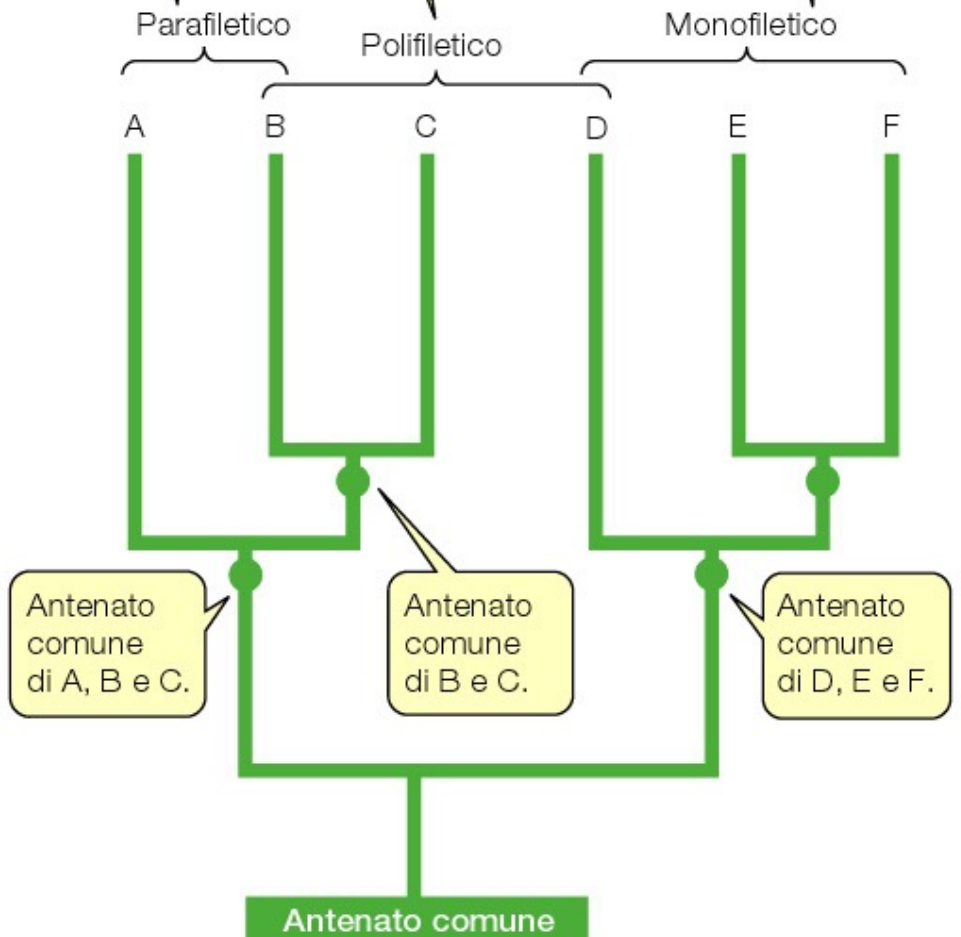 Parafiletico
Polifiletico
Monofiletico
A
B
C
D
E
F
Antenato
comune
di A, B e C.
Antenato
comune
di B e C.
Antenato
comune
di D, E e F.
Antenato comune